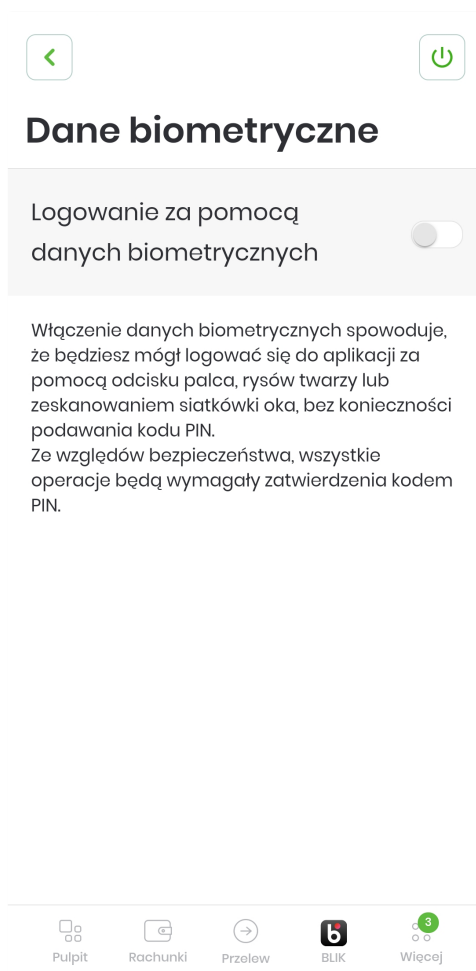 Dane biometryczne
Logowanie za pomocą
danych biometrycznych
Włączenie danych biometrycznych spowoduje,
że będziesz mógł logować się do aplikacji za
pomocą odcisku palca, rysów twarzy lub
zeskanowaniem siatkówki oka, bez konieczności
podawania kodu PIN.
Ze względów bezpieczeństwa, wszystkie
operacje będą wymagały zatwierdzenia kodem
PIN.
3
Pulpit Rachunki Przelew BLIK Więcej